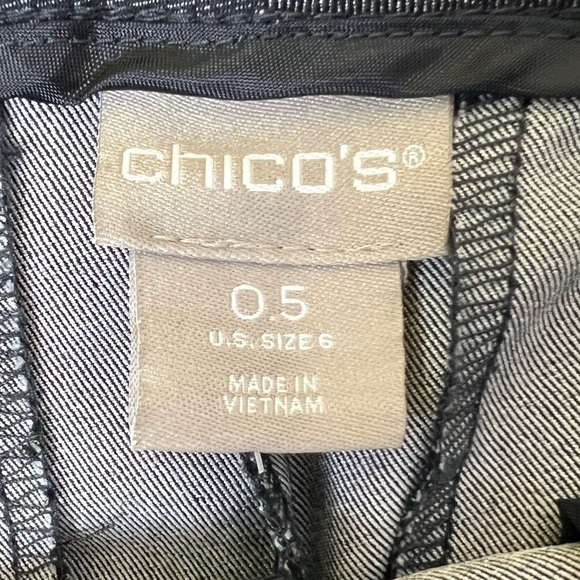 chico's®
0.5
U.S. SIZE 6
MADE IN
VIETNAM